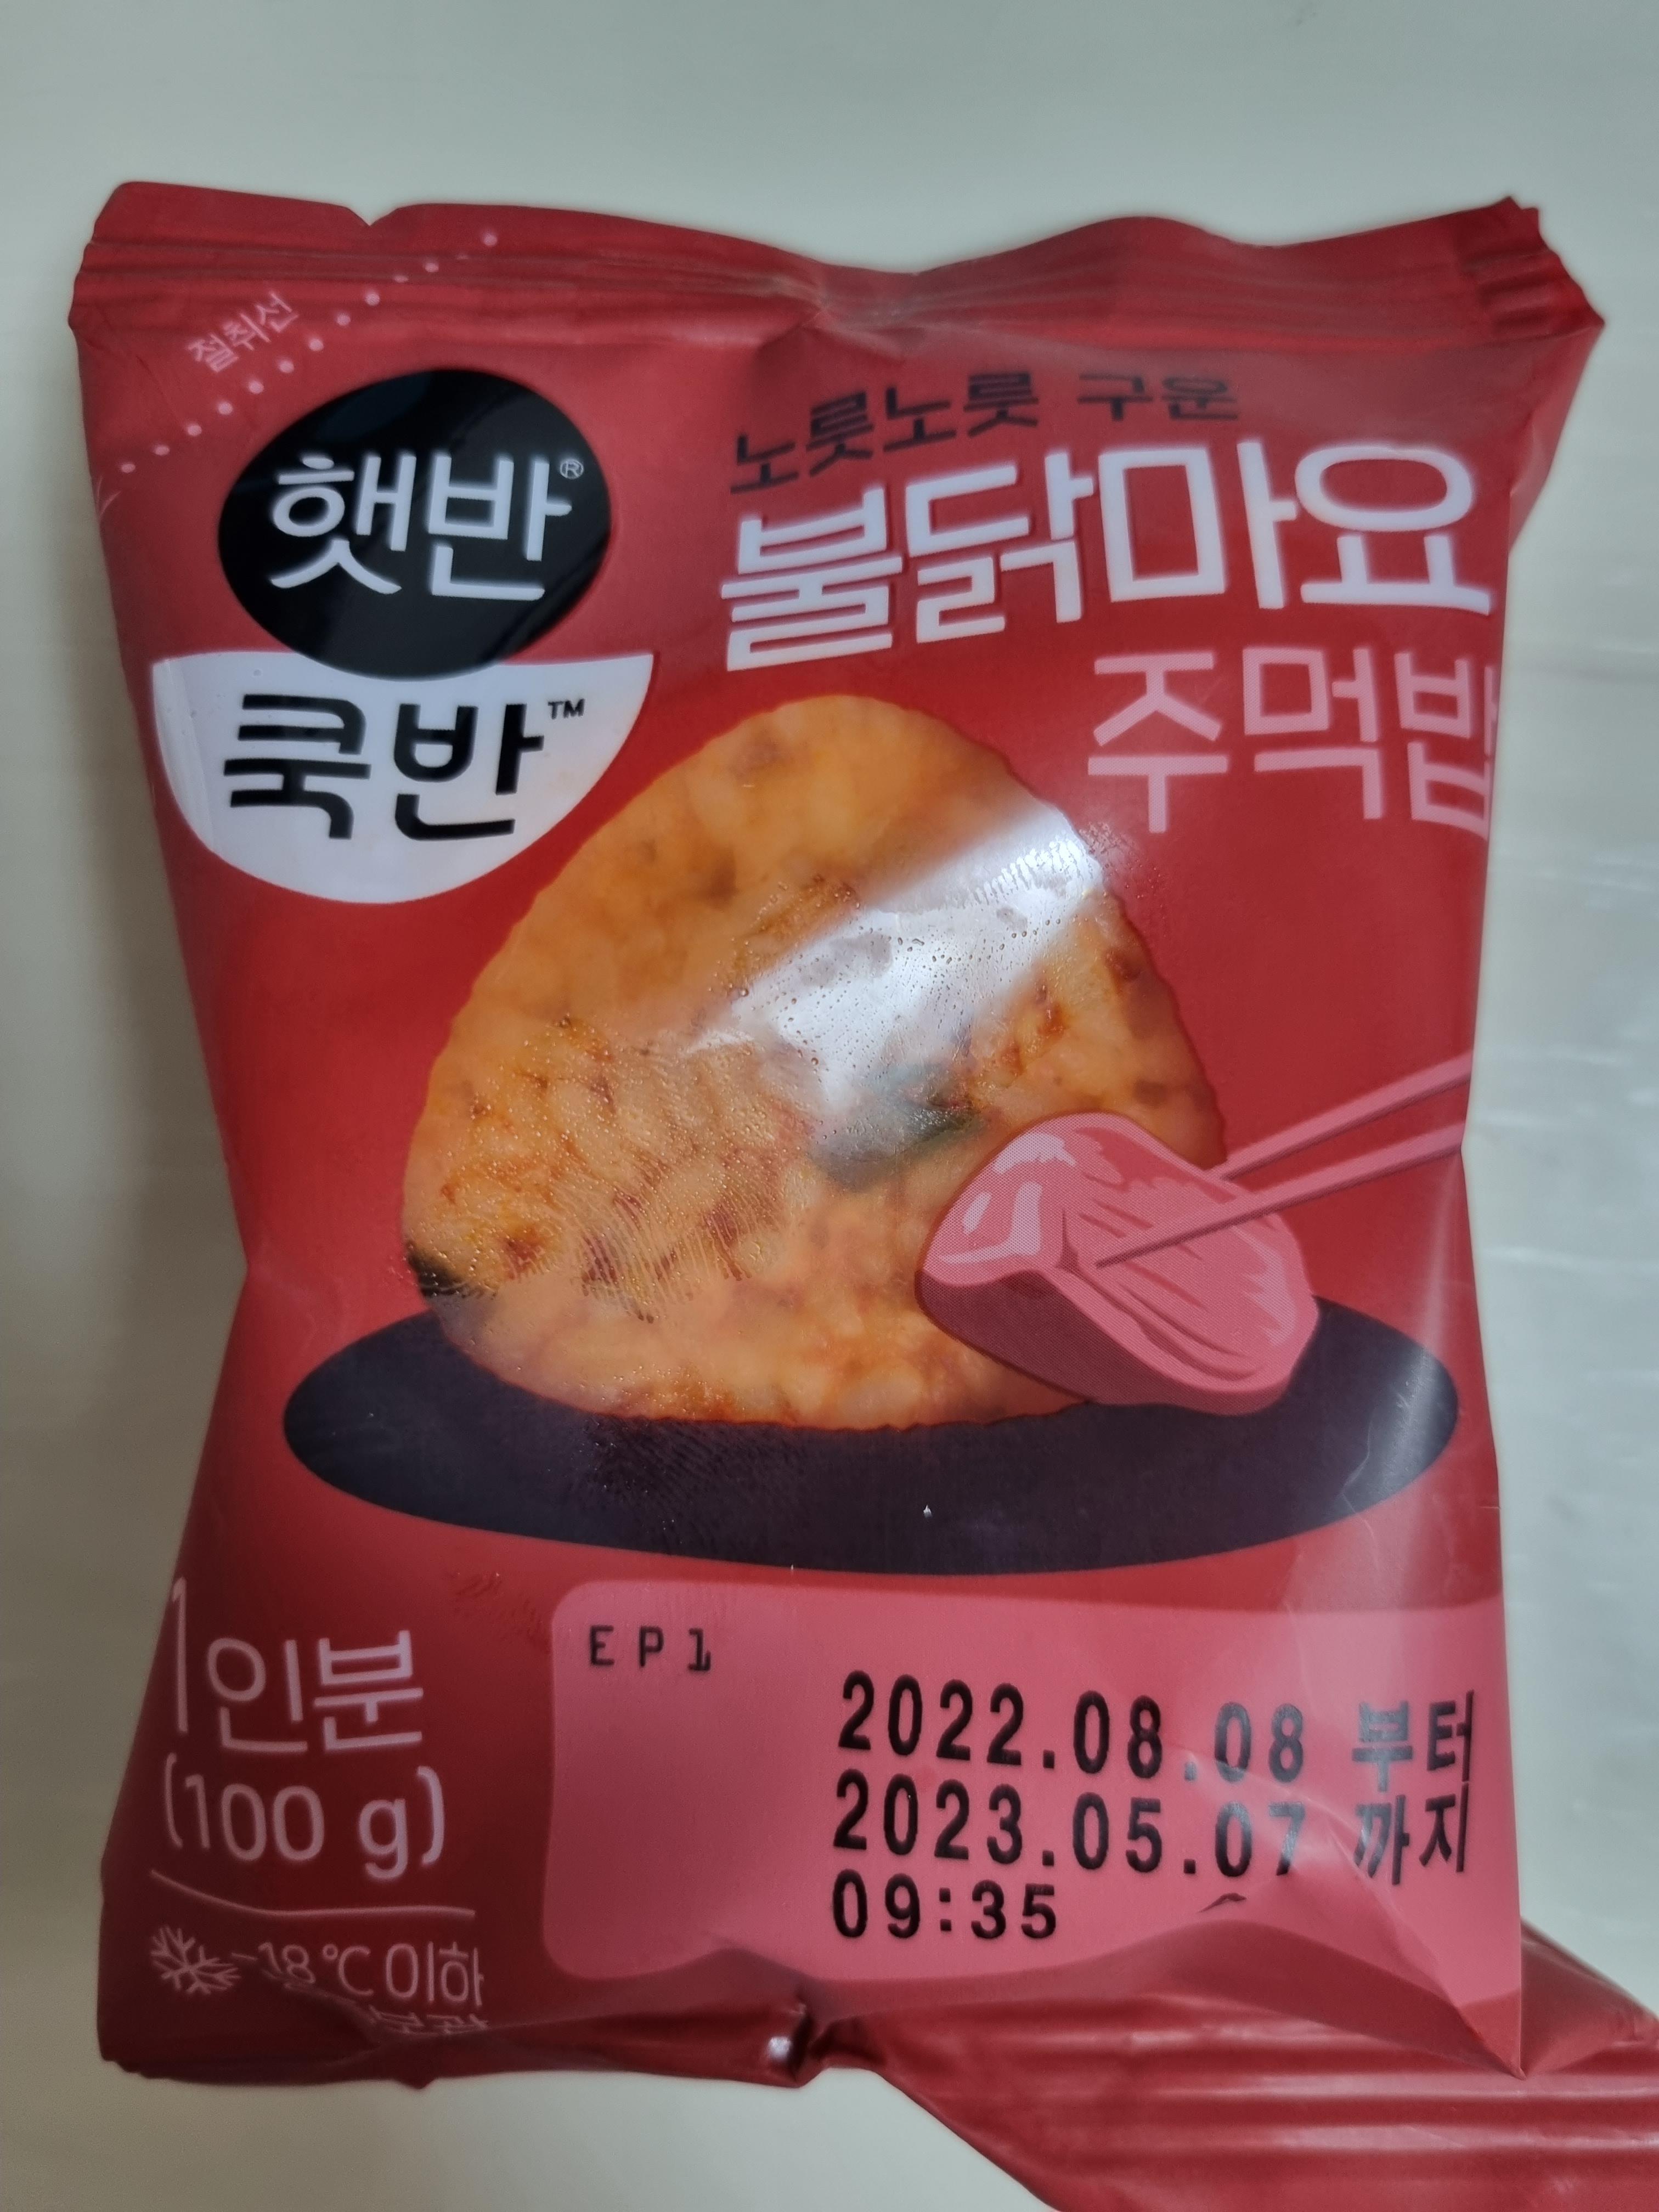 절취선
햇반®
쿡반™
노릇노릇 구운
불닭마요
주먹밥
1인분
(100 g)
-18℃ 이하
보관
EP1
2022.08.08 부터
2023.05.07 까지
09:35